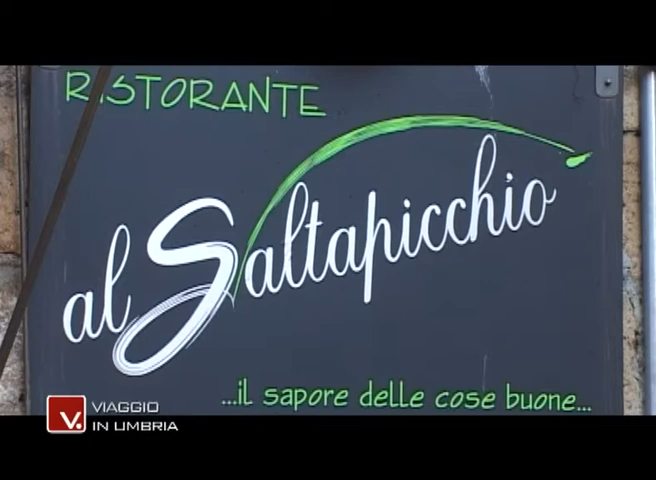 RISTORANTE
al Saltapicchio
...il sapore delle cose buone...
V.
VIAGGIO
IN UMBRIA